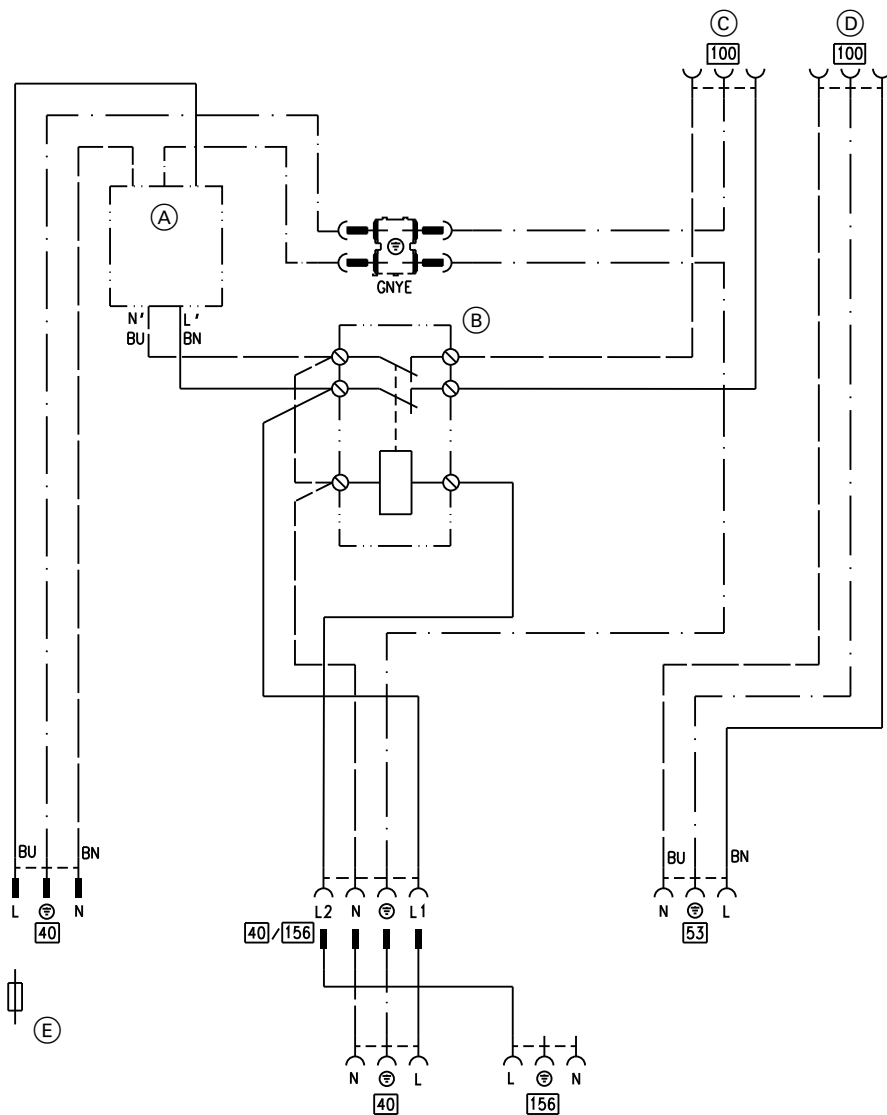 C D
100 100
A
GNYE
B
N' L'
BU BN
BU BN
L N
40
BU BN
N L
53
L2 N L1
40/156
E
N L
40
L N
156